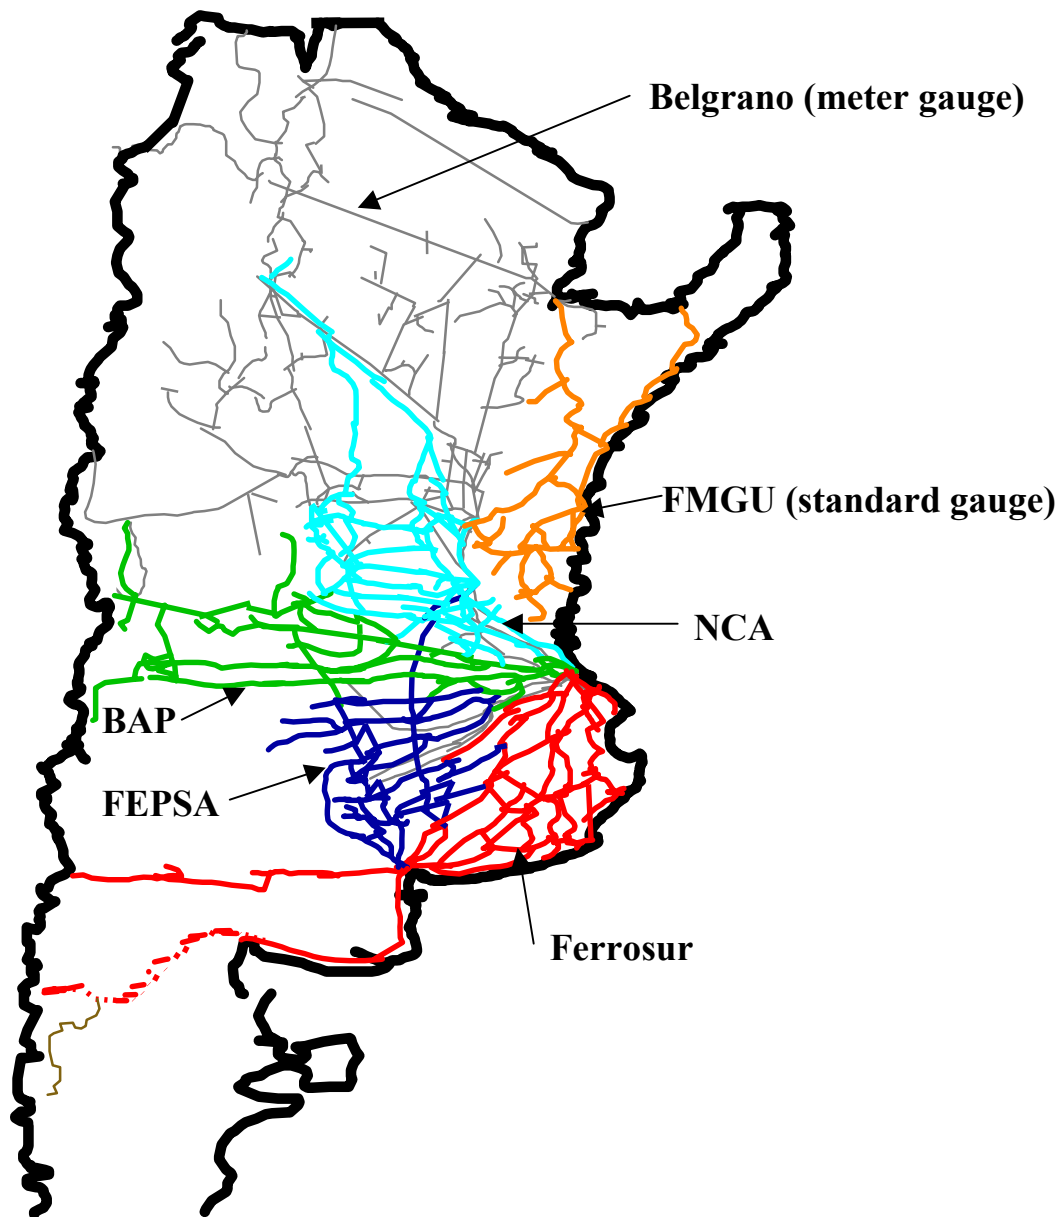 Belgrano (meter gauge)
FMGU (standard gauge)
NCA
BAP
FEPSA
Ferrosur